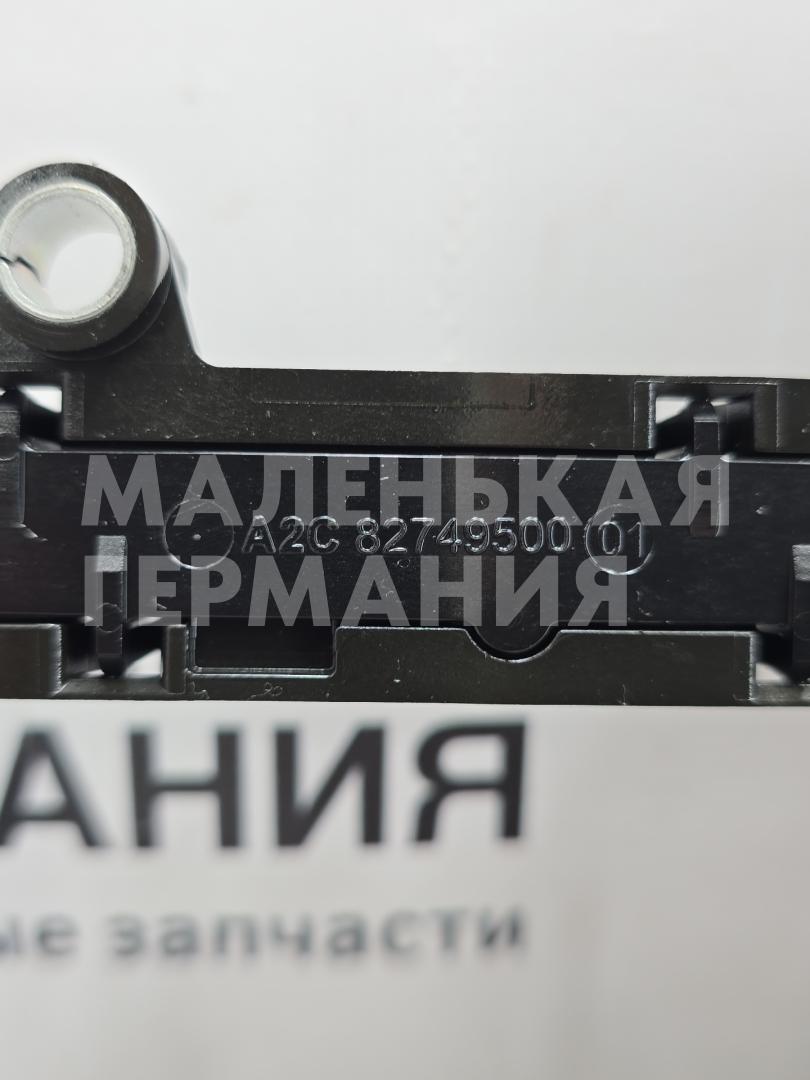 МАЛЕНЬКАЯ
A2C 82749500 01
ГЕРМАНИЯ
АНИЯ
ые запчасти